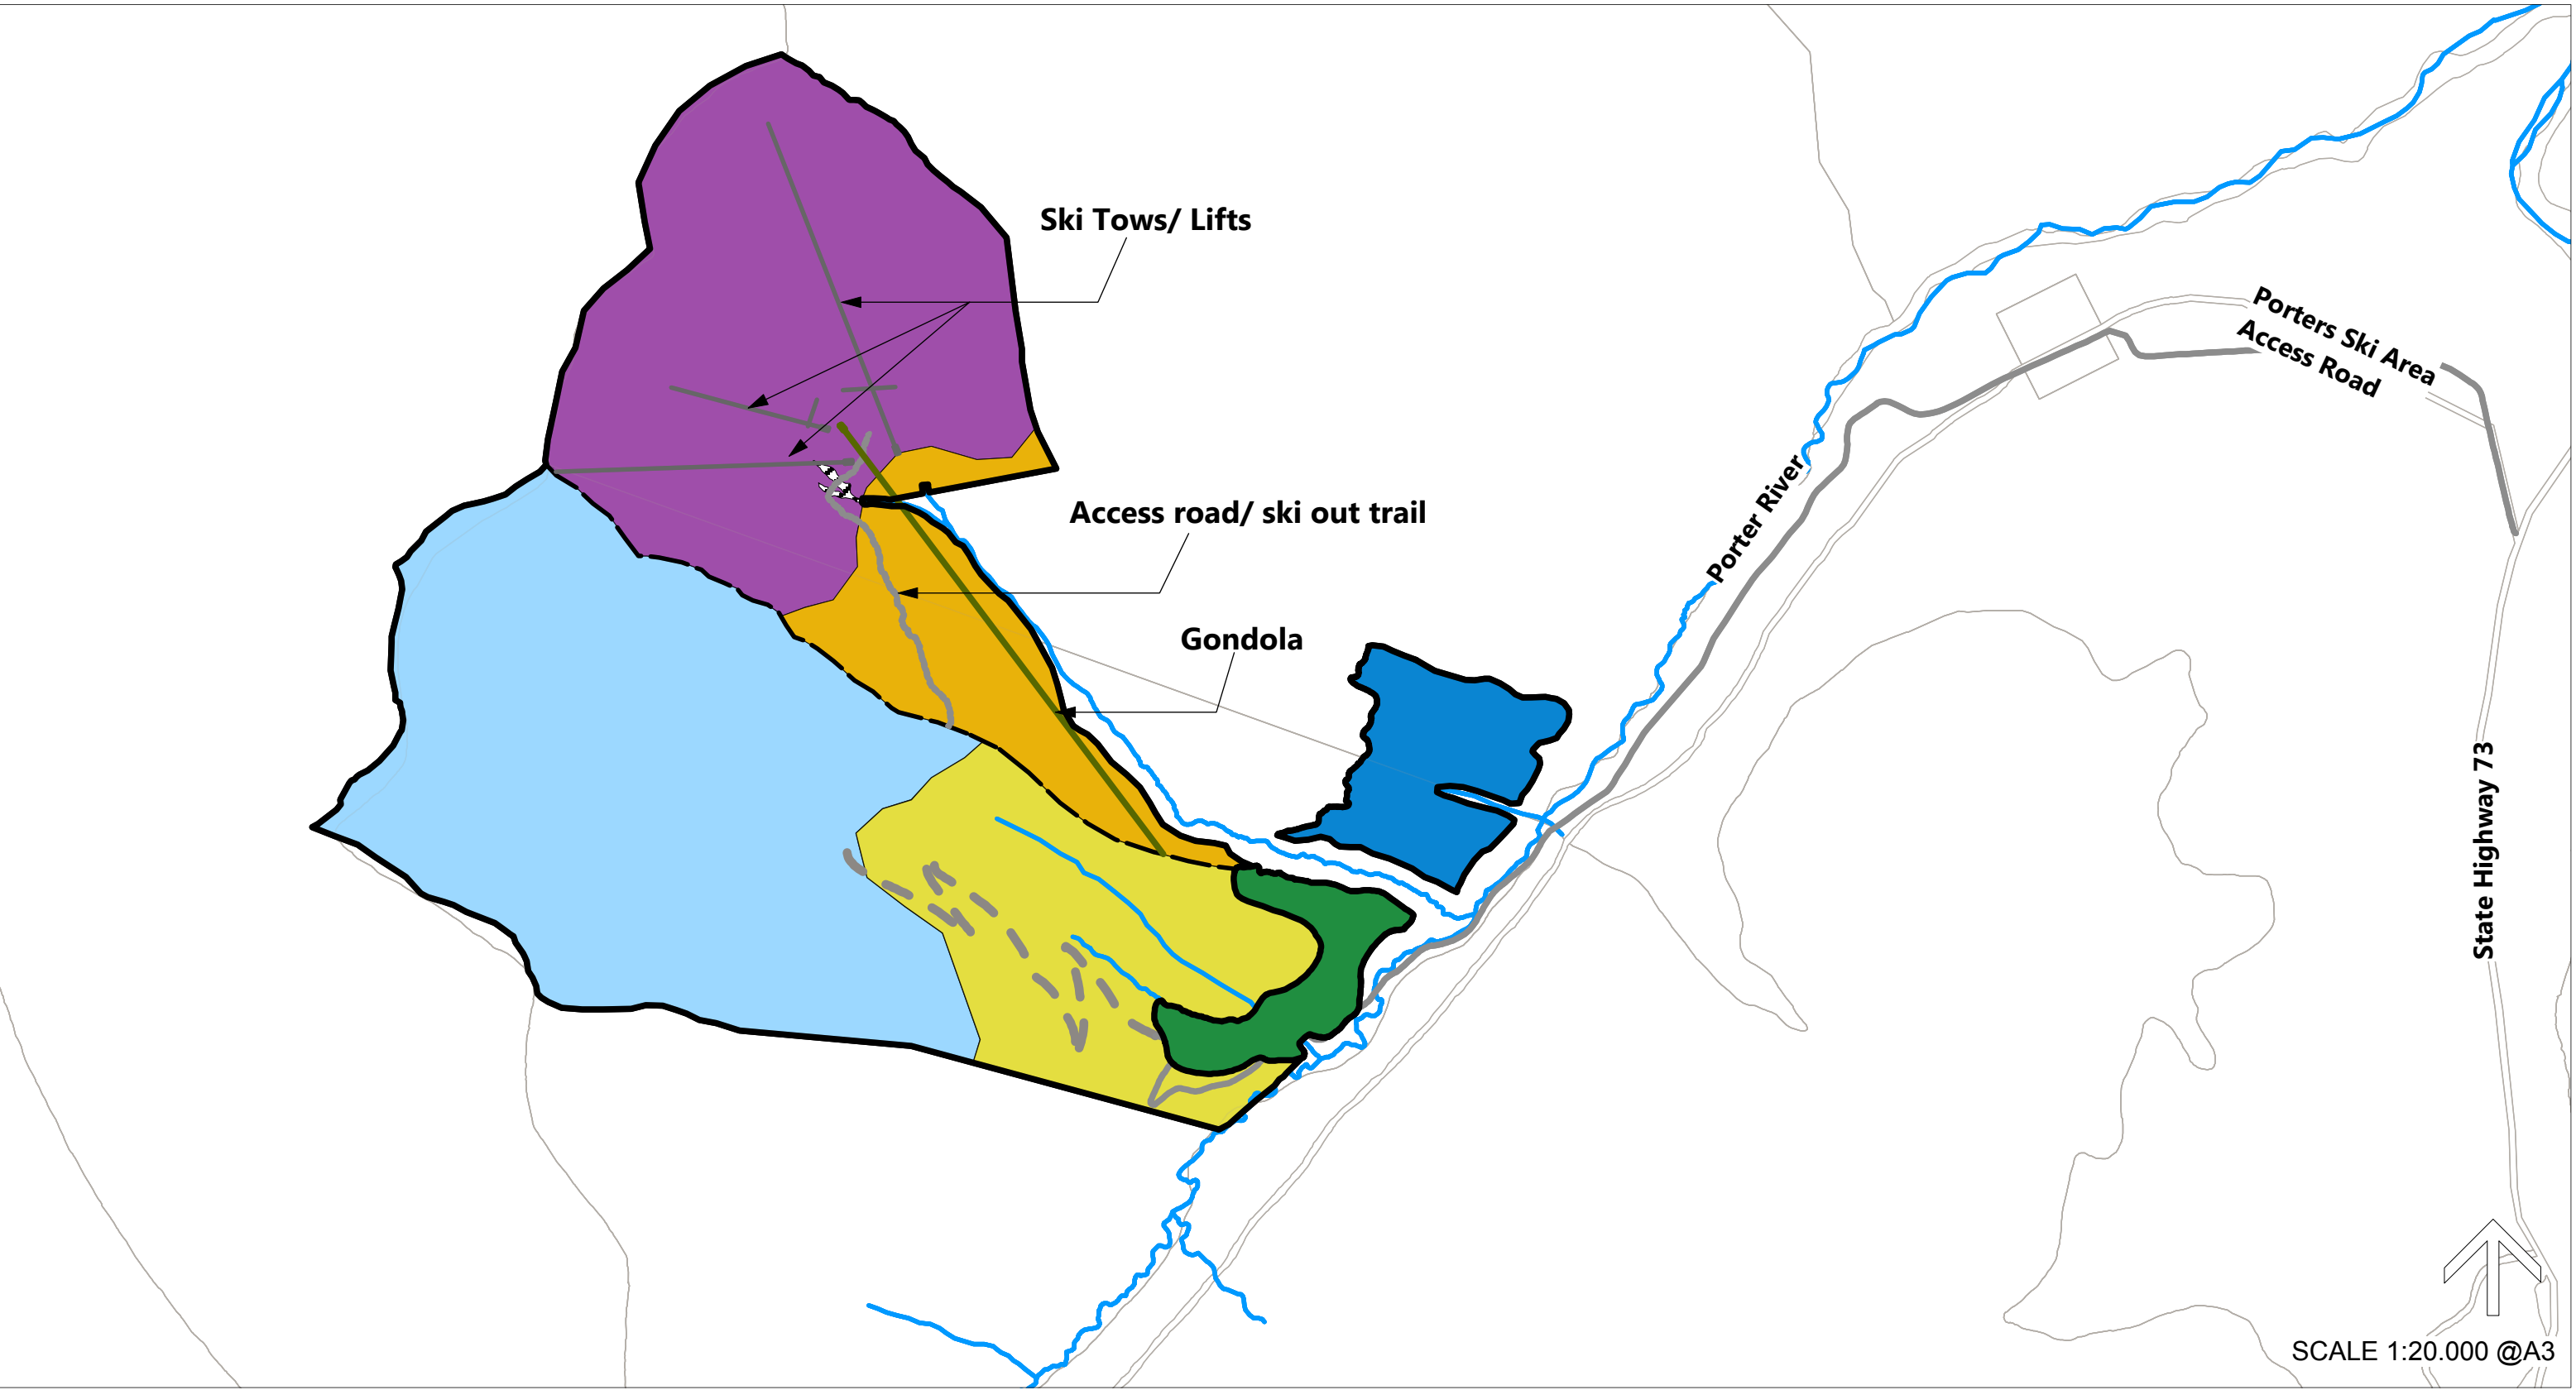 Ski Tows/ Lifts
Porters Ski Area
Access Road
Access road/ ski out trail
Porter River
Gondola
State Highway 73
SCALE 1:20.000 @A3